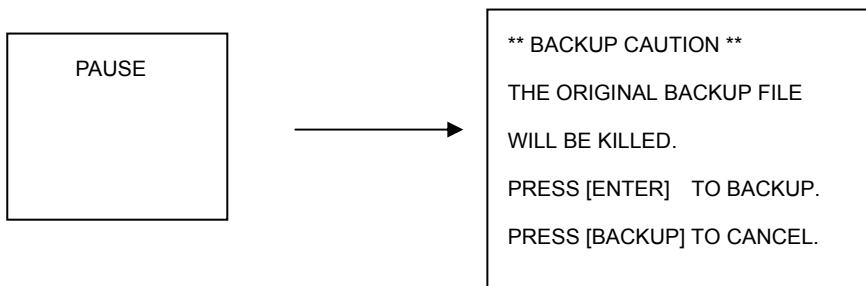 PAUSE
** BACKUP CAUTION **
THE ORIGINAL BACKUP FILE
WILL BE KILLED.
PRESS [ENTER] TO BACKUP.
PRESS [BACKUP] TO CANCEL.